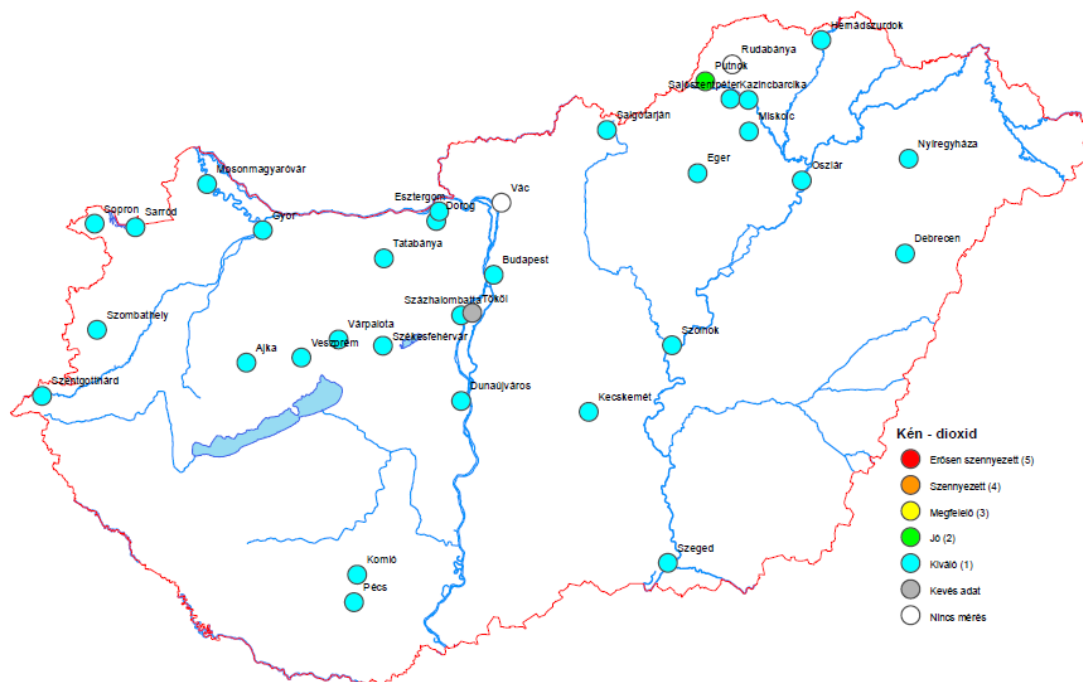 Hernádszurdok
Rudabánya
Putnok
Sajószentpéter
Kazincbarcika
Salgótarján
Miskolc
Eger
Oszlár
Nyíregyháza
Mosonmagyaróvár
Sopron
Sarród
Győr
Esztergom
Dorog
Vác
Tatabánya
Budapest
Debrecen
Százhalombatta
Tököl
Szombathely
Várpalota
Székesfehérvár
Szolnok
Ajka
Veszprém
Szentgotthárd
Dunaújváros
Kecskemét
Szeged
Komló
Pécs
Kén - dioxid
Erősen szennyezett (5)
Szennyezett (4)
Megfelelő (3)
Jó (2)
Kiváló (1)
Kevés adat
Nincs mérés